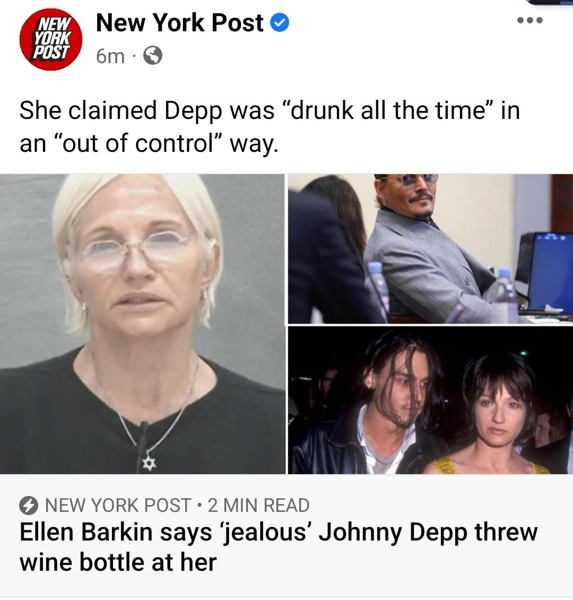 NEW
YORK
POST
New York Post
6m ·
She claimed Depp was “drunk all the time” in
an “out of control” way.
NEW YORK POST • 2 MIN READ
Ellen Barkin says ‘jealous’ Johnny Depp threw
wine bottle at her